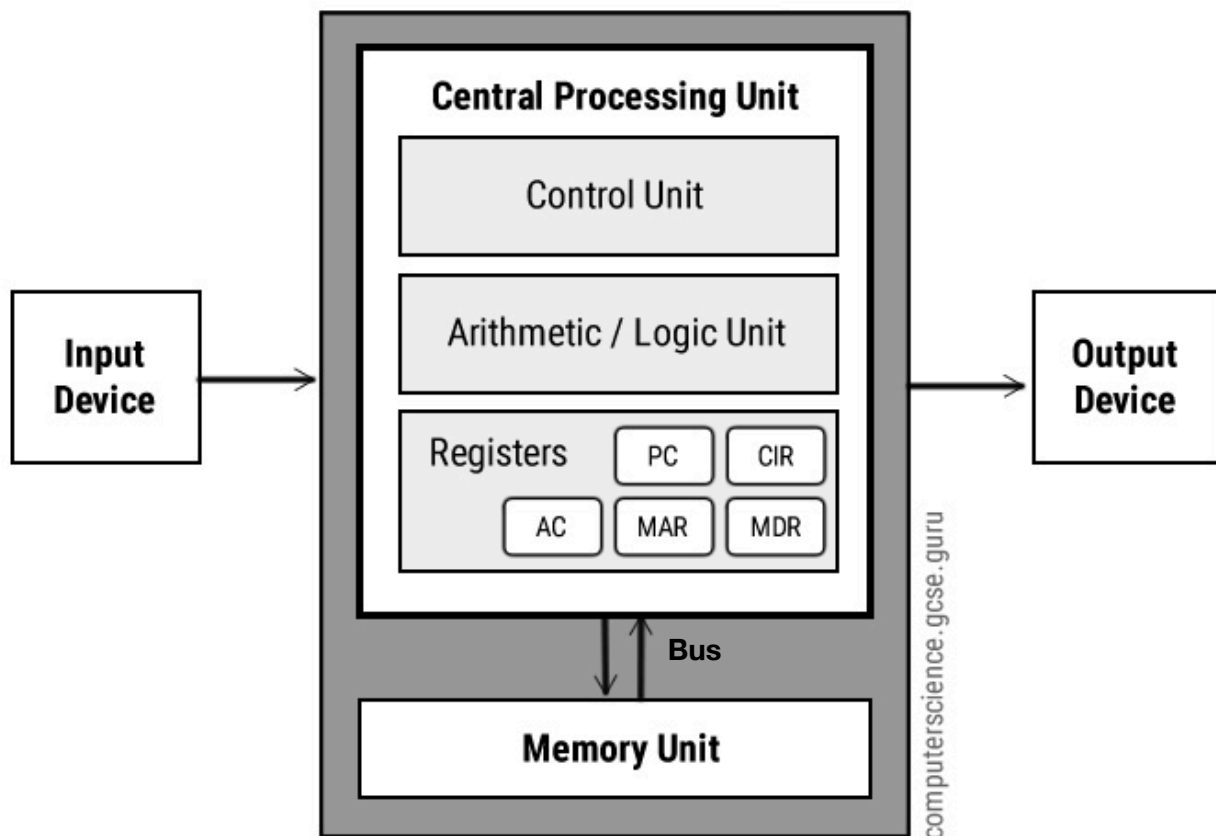 Central Processing Unit
Control Unit
Arithmetic / Logic Unit
Input
Device
Output
Device
Registers
PC
CIR
AC
MAR
MDR
Bus
Memory Unit
computerscience.gcse.guru